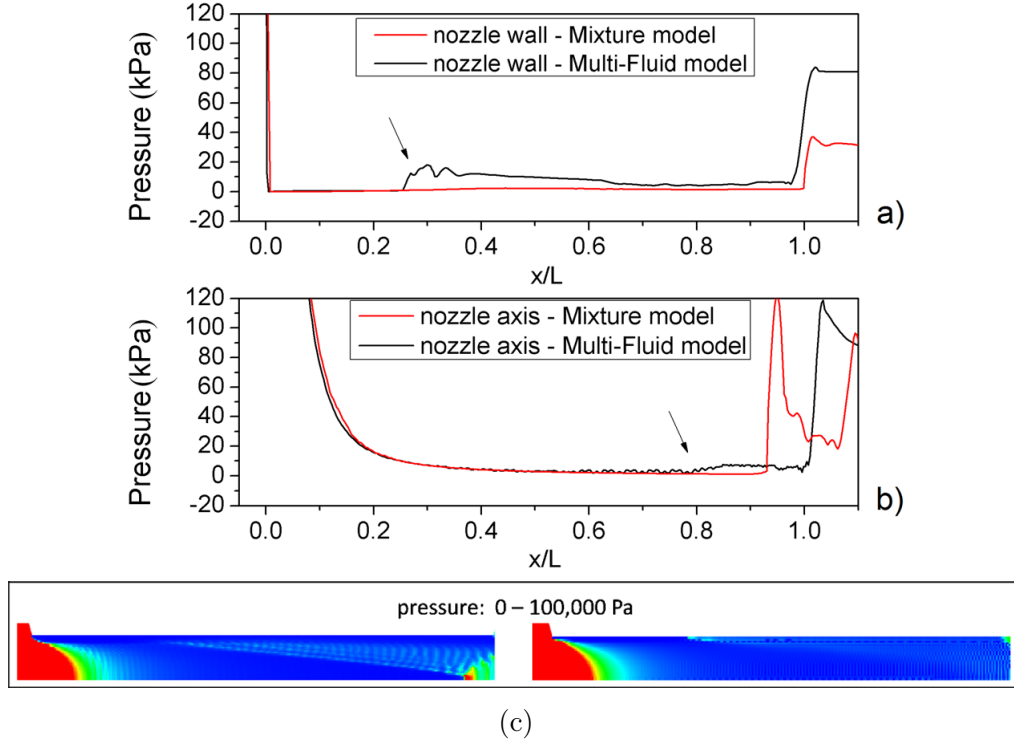 120
100
80
60
40
20
0
-20
Pressure (kPa)
nozzle wall - Mixture model
nozzle wall - Multi-Fluid model
0.0 0.2 0.4 0.6 0.8 1.0
x/L
a)
120
100
80
60
40
20
0
-20
Pressure (kPa)
nozzle axis - Mixture model
nozzle axis - Multi-Fluid model
0.0 0.2 0.4 0.6 0.8 1.0
x/L
b)
pressure: 0 – 100,000 Pa
(c)